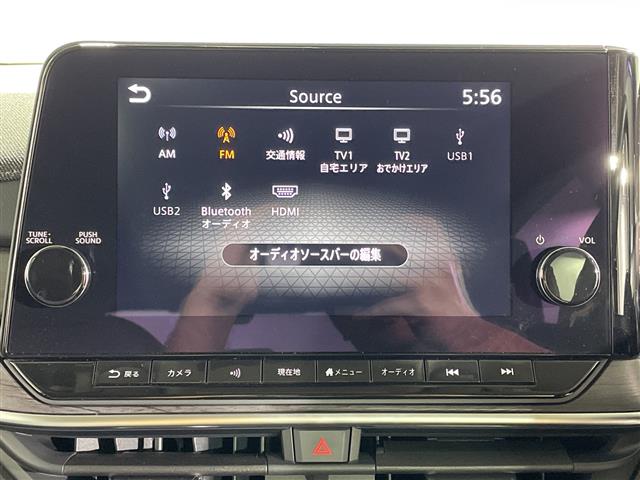 Source
5:56
AM
FM
交通情報
TV1
自宅エリア
TV2
おでかけエリア
USB1
USB2
Bluetooth
オーディオ
HDMI
オーディオソースバーの編集
TUNE・
SCROLL
PUSH
SOUND
VOL
戻る
カメラ
現在地
メニュー
オーディオ